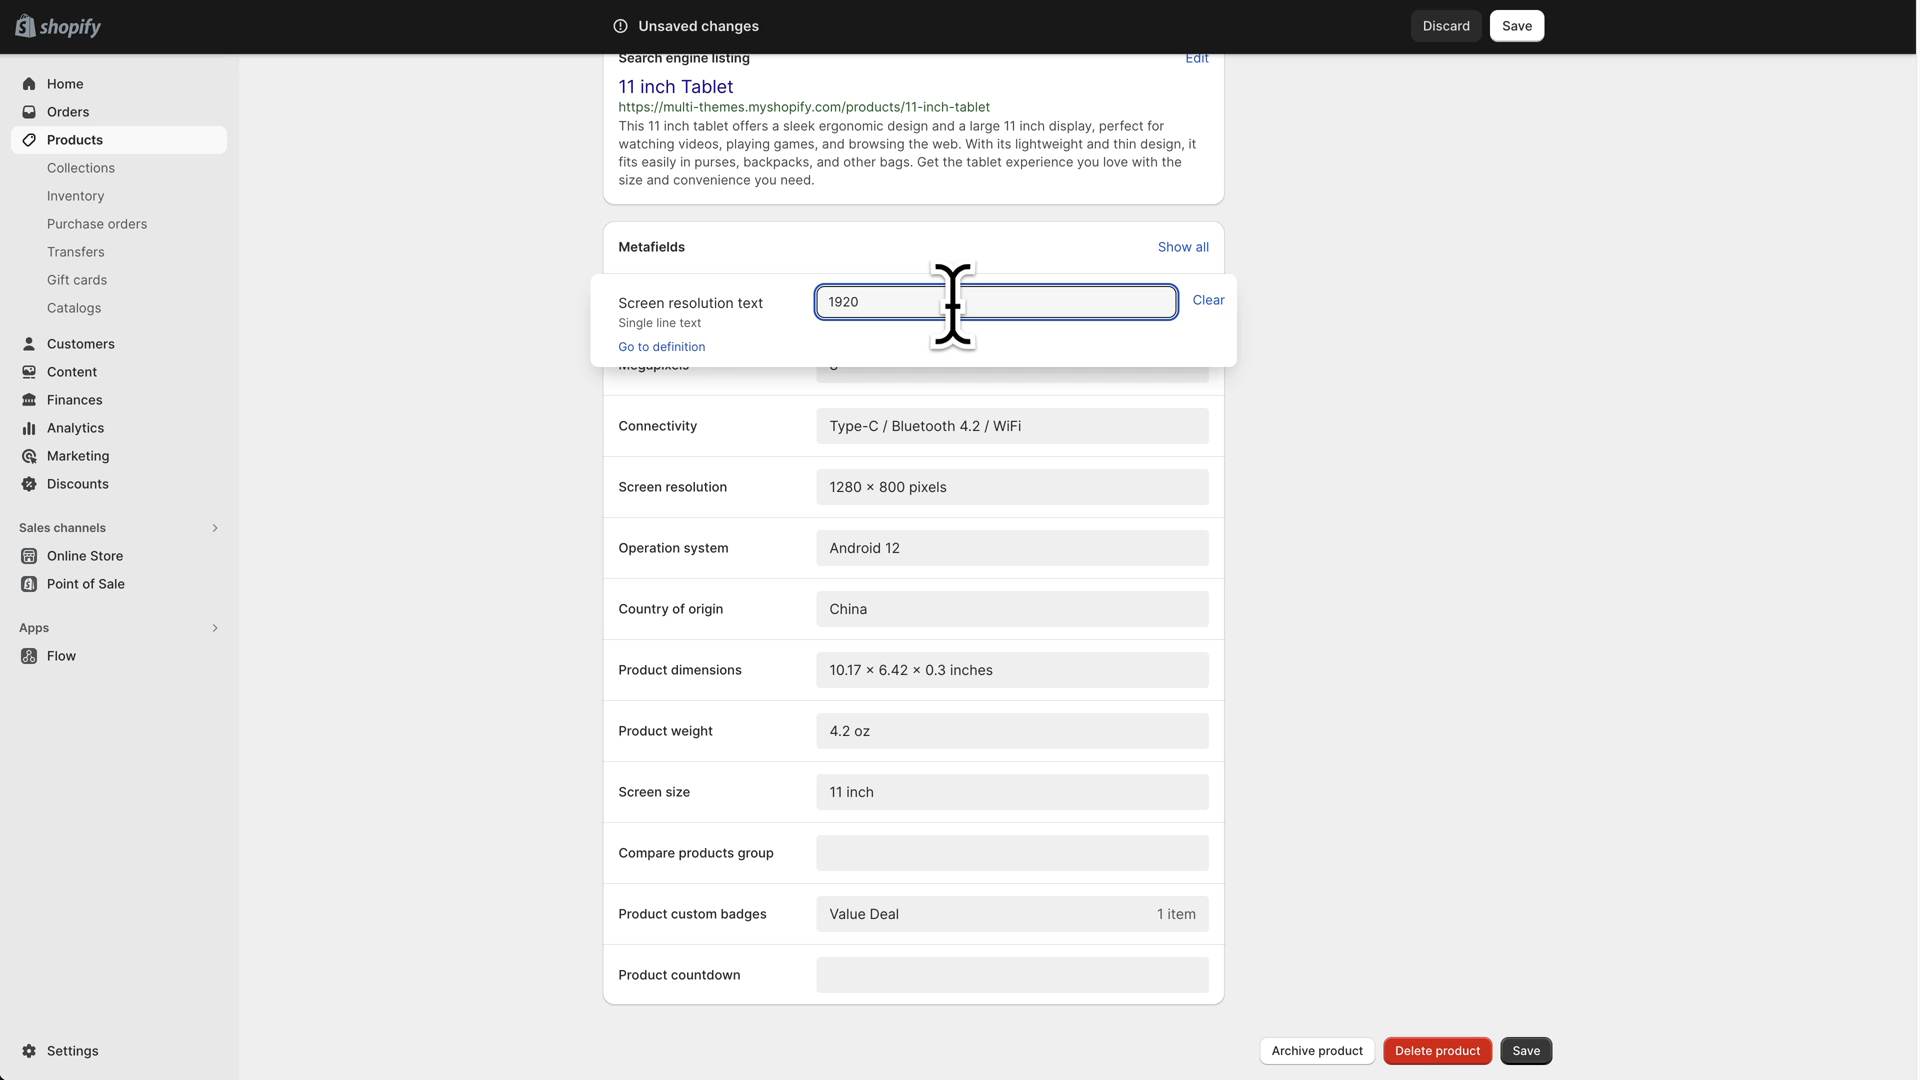 shopify
Unsaved changes
Discard
Save
Home
Orders
Products
Collections
Inventory
Purchase orders
Transfers
Gift cards
Catalogs
Customers
Content
Finances
Analytics
Marketing
Discounts
Sales channels
Online Store
Point of Sale
Apps
Flow
Settings
Search engine listing
Edit
11 inch Tablet
https://multi-themes.myshopify.com/products/11-inch-tablet
This 11 inch tablet offers a sleek ergonomic design and a large 11 inch display, perfect for
watching videos, playing games, and browsing the web. With its lightweight and thin design, it
fits easily in purses, backpacks, and other bags. Get the tablet experience you love with the
size and convenience you need.
Metafields
Show all
Screen resolution text
1920
Clear
Single line text
Go to definition
Megapixels
Connectivity
Type-C / Bluetooth 4.2 / WiFi
Screen resolution
1280 × 800 pixels
Operation system
Android 12
Country of origin
China
Product dimensions
10.17 × 6.42 × 0.3 inches
Product weight
4.2 oz
Screen size
11 inch
Compare products group
Product custom badges
Value Deal
1 item
Product countdown
Archive product
Delete product
Save